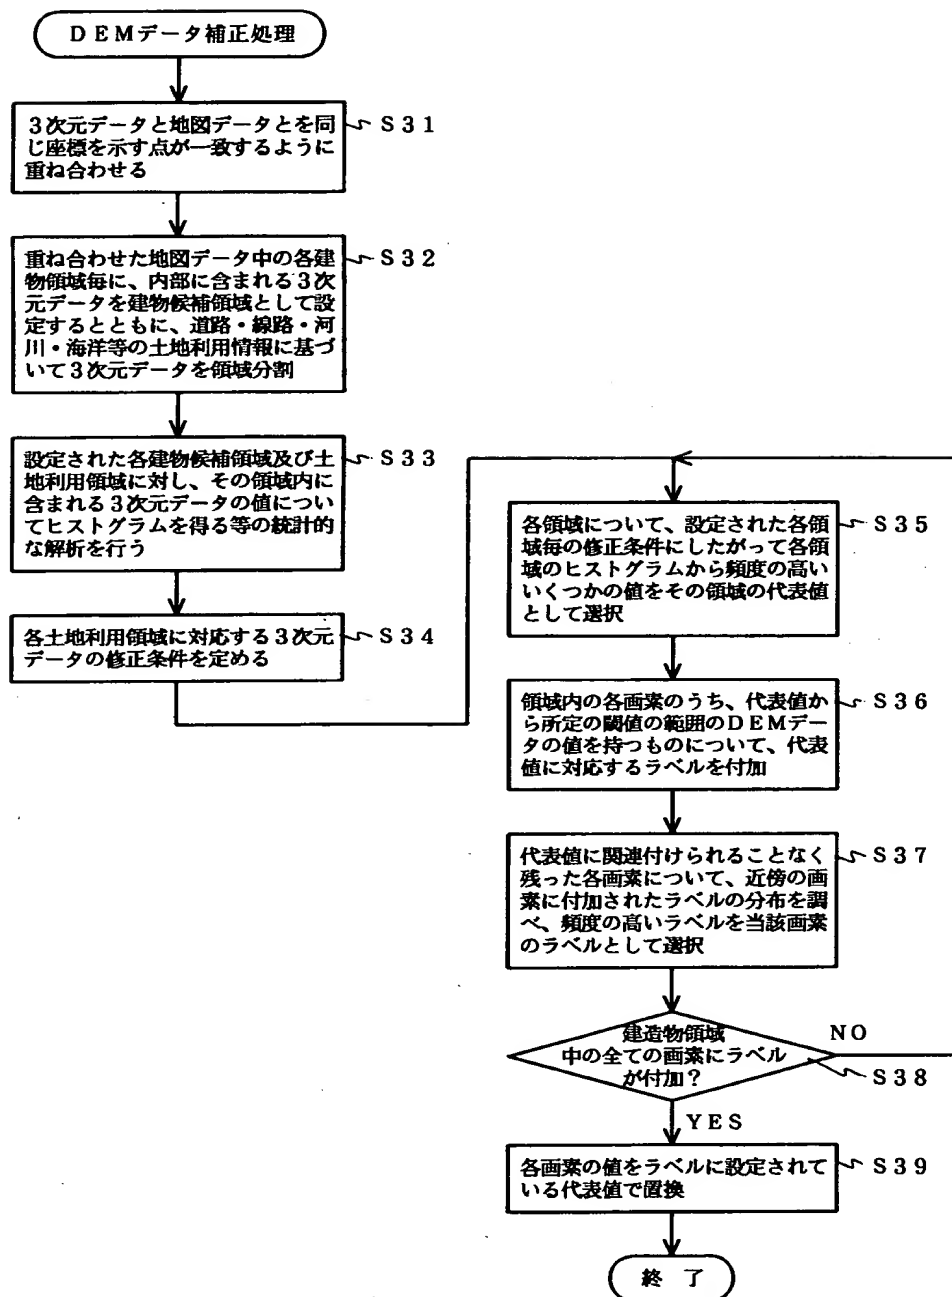 DEMデータ補正処理
3次元データと地図データとを同
じ座標を示す点が一致するように
重ね合わせる
S31
重ね合わせた地図データ中の各建
物領域毎に、内部に含まれる3次
元データを建物候補領域として設
定するとともに、道路・線路・河
川・海洋等の土地利用情報に基づ
いて3次元データを領域分割
S32
設定された各建物候補領域及び土
地利用領域に対し、その領域内に
含まれる3次元データの値につい
てヒストグラムを得る等の統計的
な解析を行う
S33
各土地利用領域に対応する3次元
データの修正条件を定める
S34
各領域について、設定された各領
域毎の修正条件にしたがって各領
域のヒストグラムから頻度の高い
いくつかの値をその領域の代表値
として選択
S35
領域内の各画素のうち、代表値か
ら所定の閾値の範囲のDEMデー
タの値を持つものについて、代表
値に対応するラベルを付加
S36
代表値に関連付けられることなく
残った各画素について、近傍の画
素に付加されたラベルの分布を調
べ、頻度の高いラベルを当該画素
のラベルとして選択
S37
建造物領域
中の全ての画素にラベル
が付加?
NO
S38
YES
各画素の値をラベルに設定されて
いる代表値で置換
S39
終了